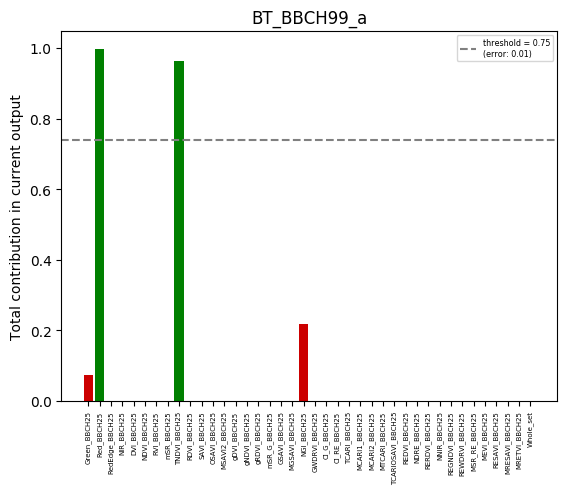 BT_BBCH99_a
threshold = 0.75
(error: 0.01)
Total contribution in current output
1.0
0.8
0.6
0.4
0.2
0.0
Green_BBCH25
Red_BBCH25
RedEdge_BBCH25
NIR_BBCH25
DVI_BBCH25
NDVI_BBCH25
RVI_BBCH25
mSR_BBCH25
TNDVI_BBCH25
RDVI_BBCH25
SAVI_BBCH25
OSAVI_BBCH25
MSAVI2_BBCH25
gDVI_BBCH25
gNDVI_BBCH25
gRDVI_BBCH25
mSR_G_BBCH25
GSAVI_BBCH25
MGSAVI_BBCH25
NGI_BBCH25
GWDRVI_BBCH25
CI_G_BBCH25
CI_RE_BBCH25
TCARI_BBCH25
MCARI1_BBCH25
MCARI2_BBCH25
MTCARI_BBCH25
TCARIOSAVI_BBCH25
REDVI_BBCH25
NDRE_BBCH25
RERDVI_BBCH25
NNIR_BBCH25
REGNDVI_BBCH25
REWDRVI_BBCH25
MSR_RE_BBCH25
MEVI_BBCH25
RESAVI_BBCH25
MRESAVI_BBCH25
MRETVI_BBCH25
Whole_set